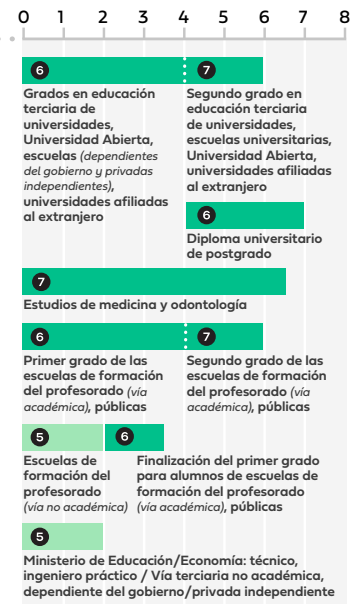 0 1 2 3 4 5 6 7 8
6 7
Grados en educación
terciaria de
universidades,
Universidad Abierta,
escuelas (dependientes
del gobierno y privadas
independientes),
universidades afiliadas
al extranjero
Segundo grado en
educación terciaria
de universidades,
escuelas universitarias,
Universidad Abierta,
universidades afiliadas
al extranjero
6
Diploma universitario
de postgrado
7
Estudios de medicina y odontología
6 7
Primer grado de las
escuelas de formación
del profesorado (vía
académica), públicas
Segundo grado de las
escuelas de formación
del profesorado (vía
académica), públicas
5 6
Escuelas de
formación del
profesorado
(vía no académica)
Finalización del primer grado
para alumnos de escuelas de
formación del profesorado
(vía académica), públicas
5
Ministerio de Educación/Economía: técnico,
ingeniero práctico / Vía terciaria no académica,
dependiente del gobierno/privada independiente